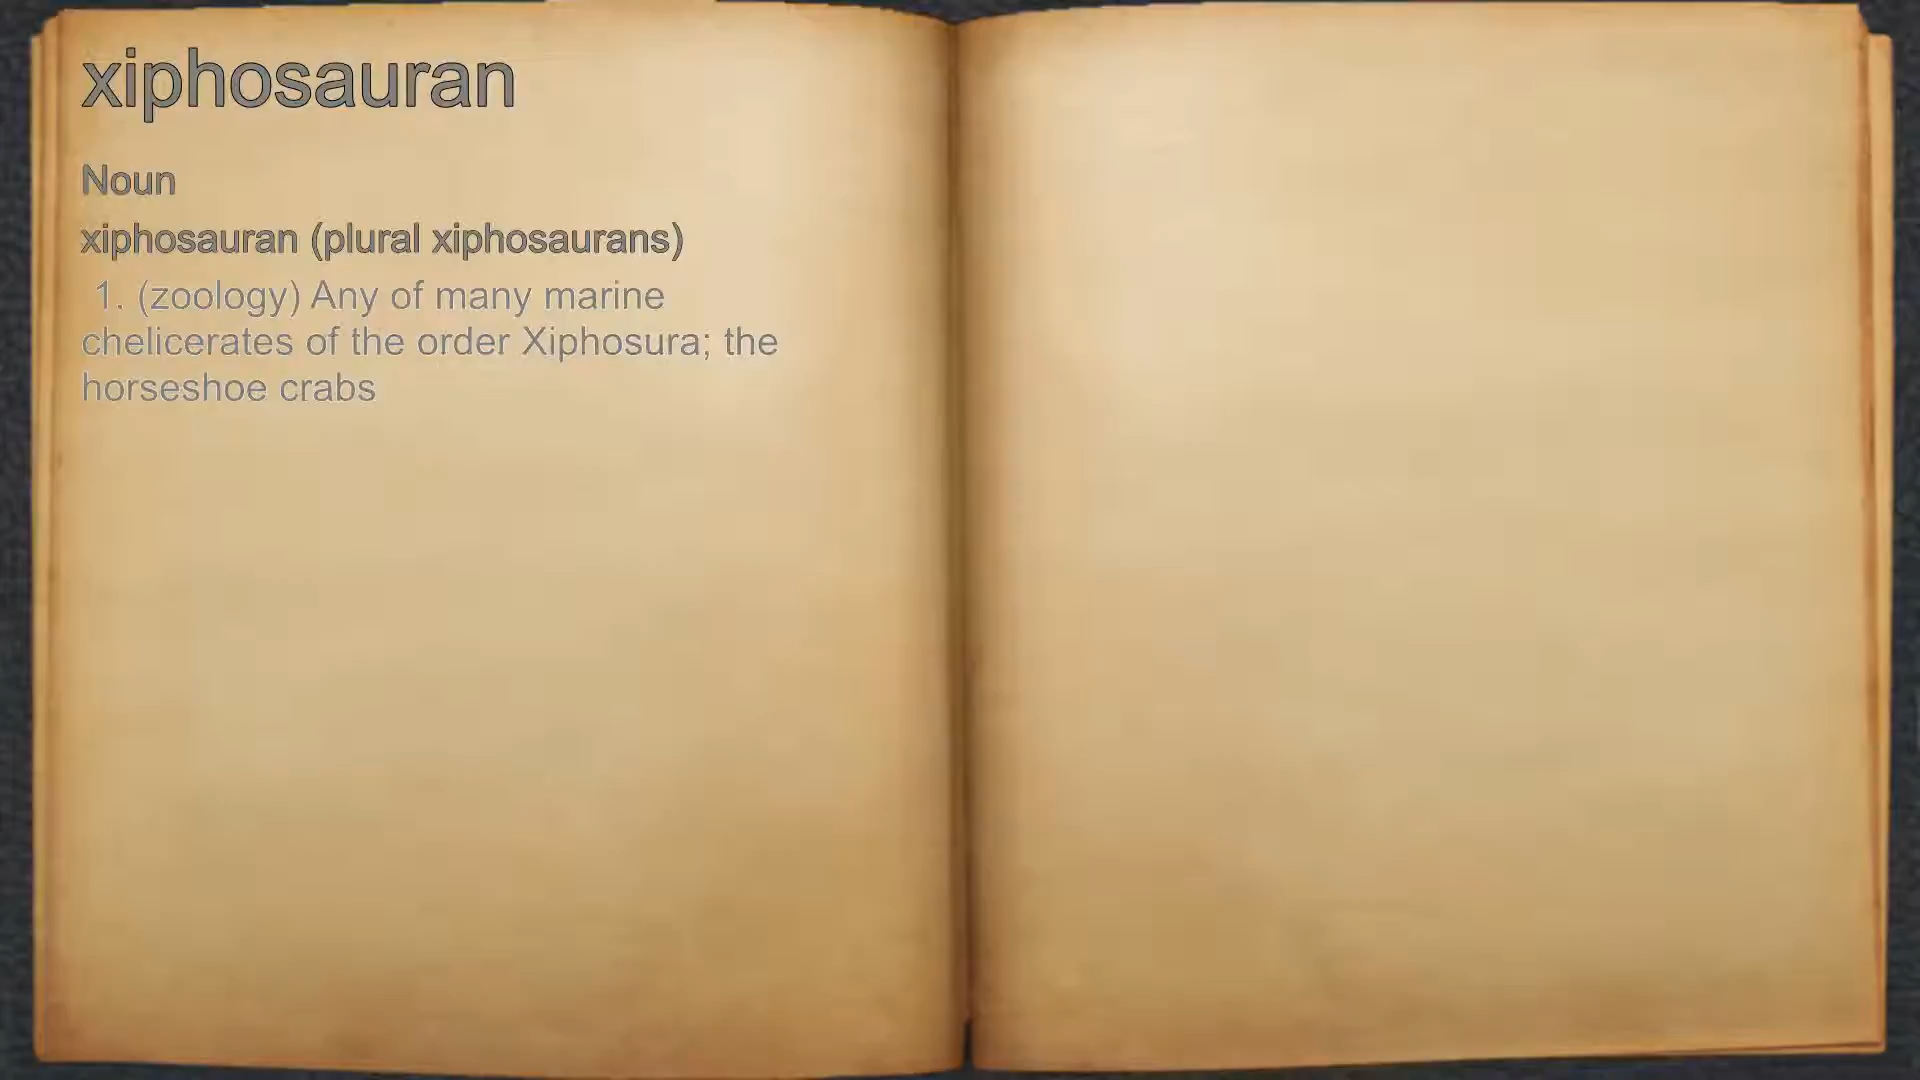 xiphosauran
Noun
xiphosauran (plural xiphosaurans)
1. (zoology) Any of many marine
chelicerates of the order Xiphosura; the
horseshoe crabs